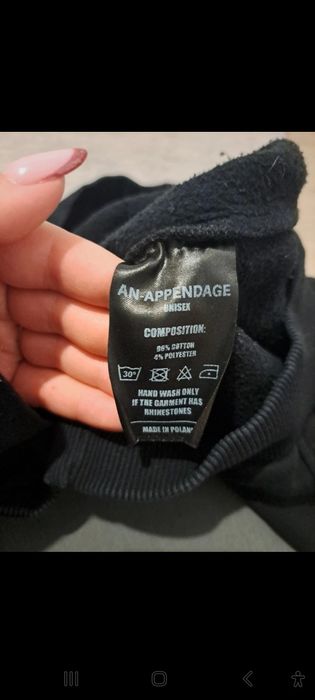 AN-APPENDAGE
UNISEX
COMPOSITION:
96% COTTON
4% POLYESTER
30°
HAND WASH ONLY
IF THE GARMENT HAS
RHINESTONES
MADE IN POLAN